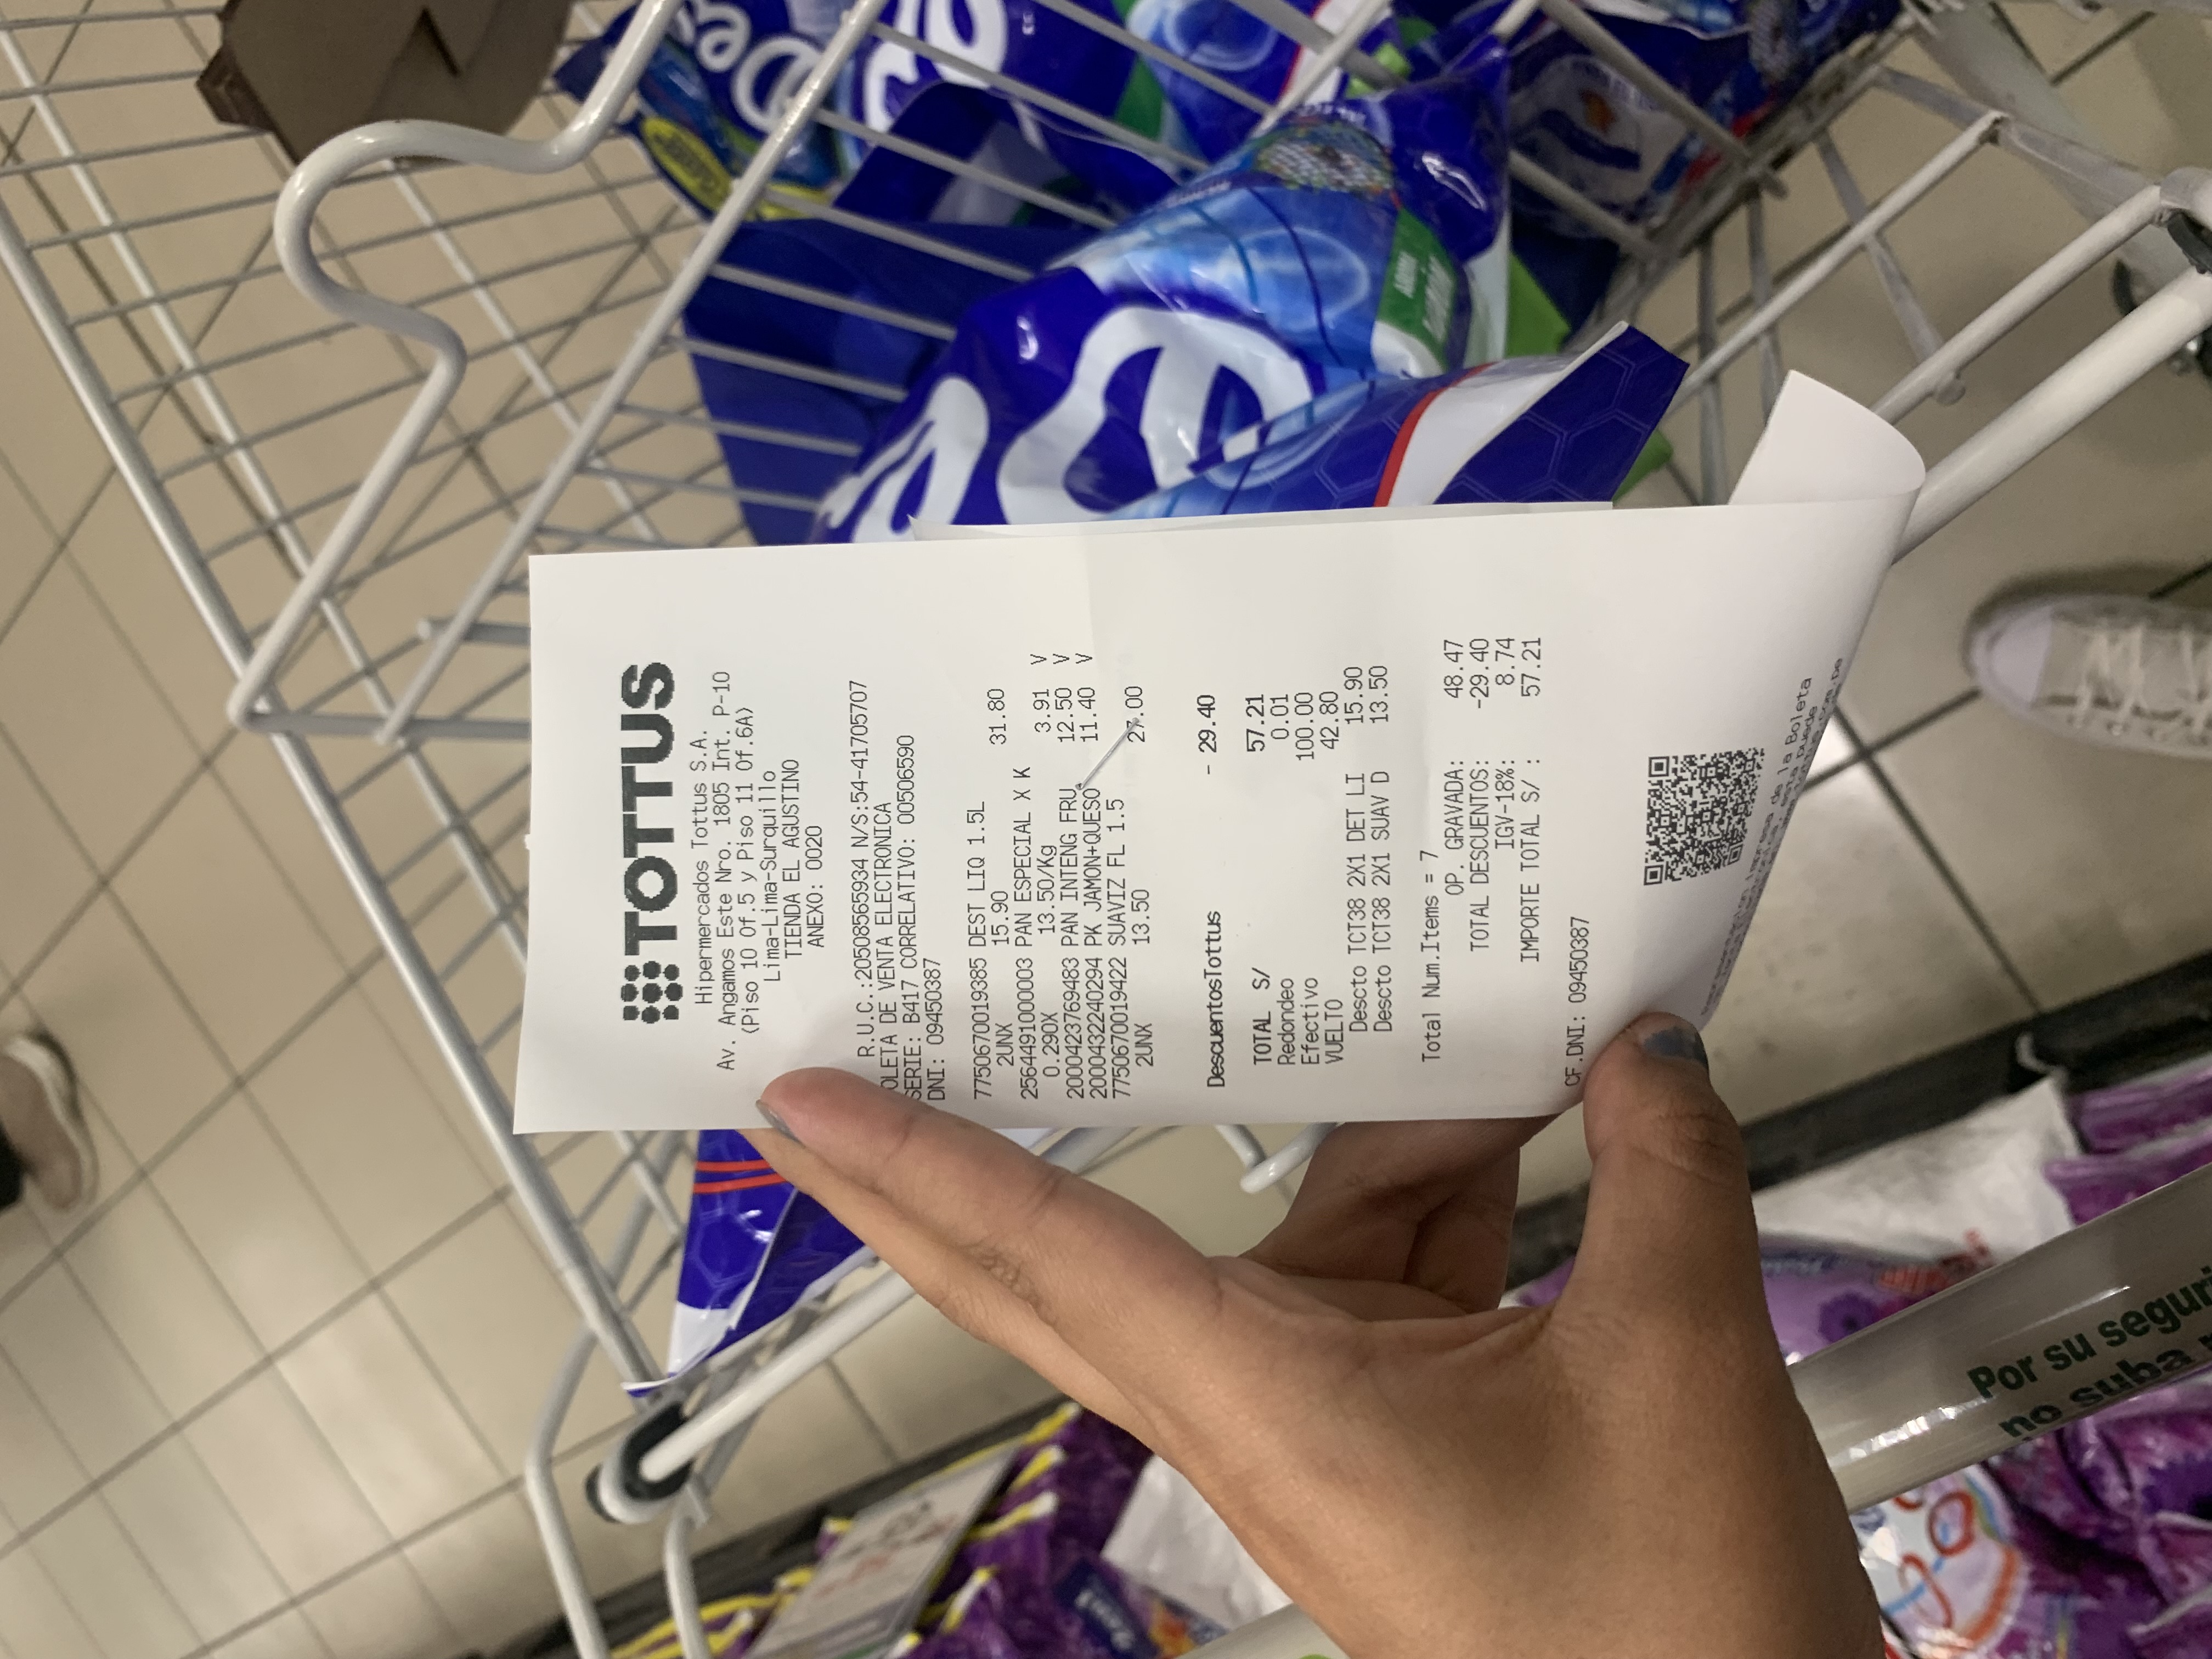 TOTTUS
Hipermercados Tottus S.A.
Av. Angamos Este Nro. 1805 Int. P-10
(Piso 10 Of.5 y Piso 11 Of.6A)
Lima-Lima-Surquillo
TIENDA EL AGUSTINO
ANEXO: 0020
R.U.C.:20508565934 N/S:54-41705707
OLETA DE VENTA ELECTRONICA
SERIE: B417 CORRELATIVO: 00506590
DNI: 09450387
7750670019385 DEST LIQ 1.5L
2UNX 15.90 31.80
2564491000003 PAN ESPECIAL X K
0.290X 13.50/Kg 3.91 V
2000423769483 PAN INTENG FRU 12.50 V
2000432240294 PK JAMON+QUESO 11.40 V
7750670019422 SUAVIZ FL 1.5
2UNX 13.50 27.00
DescuentosTottus - 29.40
TOTAL S/ 57.21
Redondeo 0.01
Efectivo 100.00
VUELTO 42.80
Descto TCT38 2X1 DET LI 15.90
Descto TCT38 2X1 SUAV D 13.50
Total Num.Items = 7
OP. GRAVADA: 48.47
TOTAL DESCUENTOS: -29.40
IGV-18%: 8.74
IMPORTE TOTAL S/ : 57.21
CF.DNI: 09450387
impresa de la Boleta
esta puede
Por su seguri
no suba